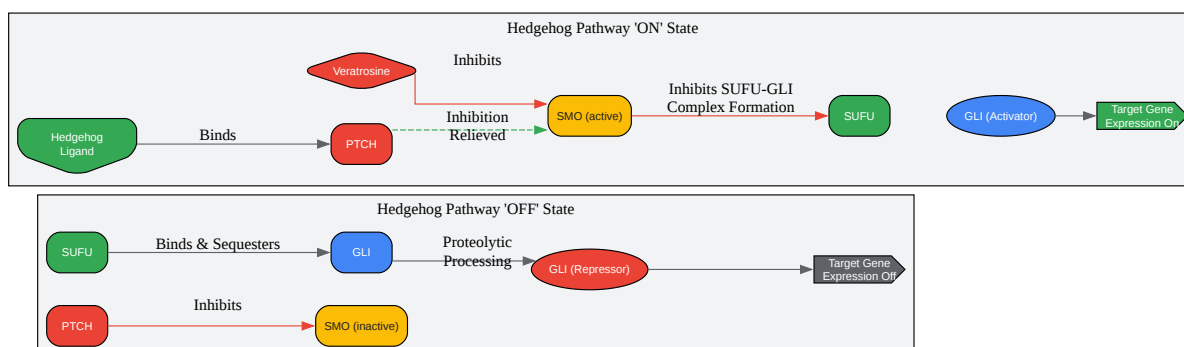 Hedgehog Pathway 'ON' State
Veratrosine
Inhibits
Hedgehog
Ligand
Binds
PTCH
Inhibition
Relieved
SMO (active)
Inhibits SUFU-GLI
Complex Formation
SUFU
GLI (Activator)
Target Gene
Expression On
Hedgehog Pathway 'OFF' State
SUFU
Binds & Sequesters
GLI
Proteolytic
Processing
GLI (Repressor)
Target Gene
Expression Off
PTCH
Inhibits
SMO (inactive)